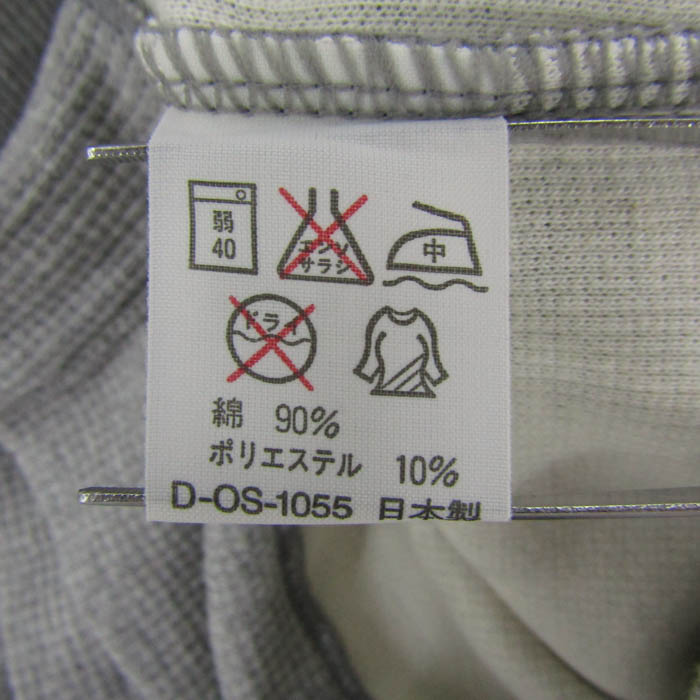 弱
40
エンソ
サラシ
中
ドライ
綿 90%
ポリエステル 10%
D-OS-1055 日本製